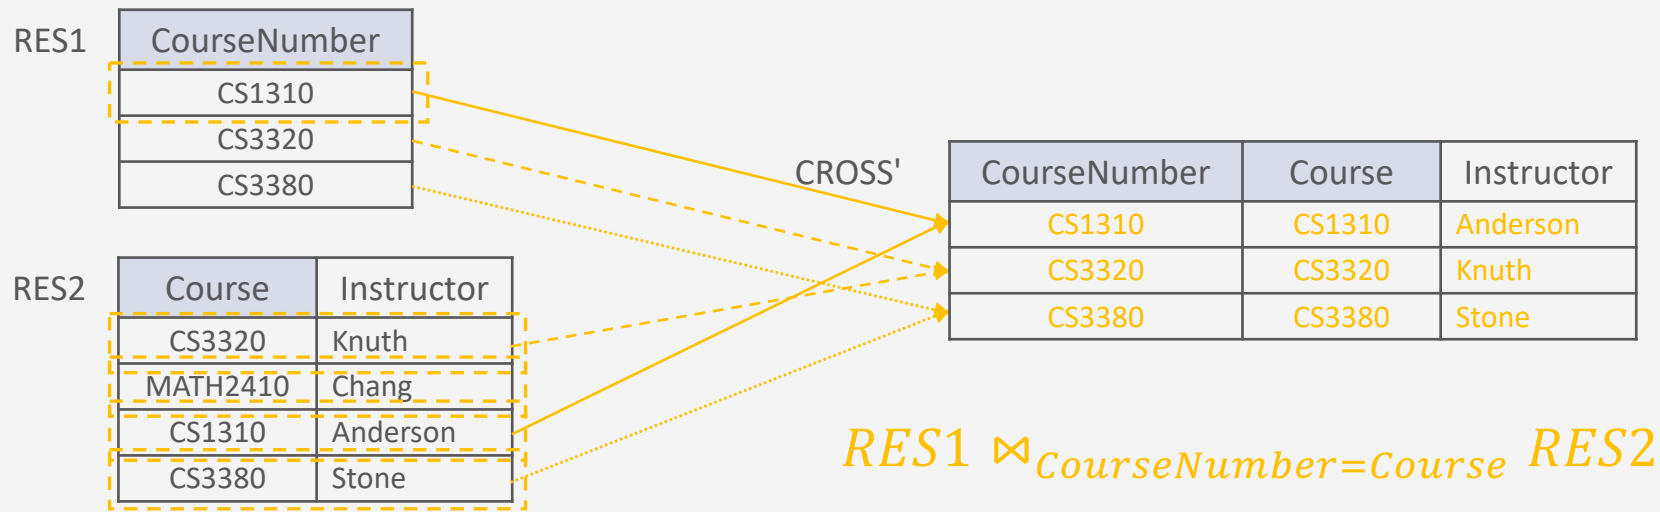 RES1
CourseNumber
CS1310
CS3320
CS3380
RES2
Course Instructor
CS3320 Knuth
MATH2410 Chang
CS1310 Anderson
CS3380 Stone
CROSS'
CourseNumber Course Instructor
CS1310 CS1310 Anderson
CS3320 CS3320 Knuth
CS3380 CS3380 Stone
RES1 ⋈CourseNumber=Course RES2